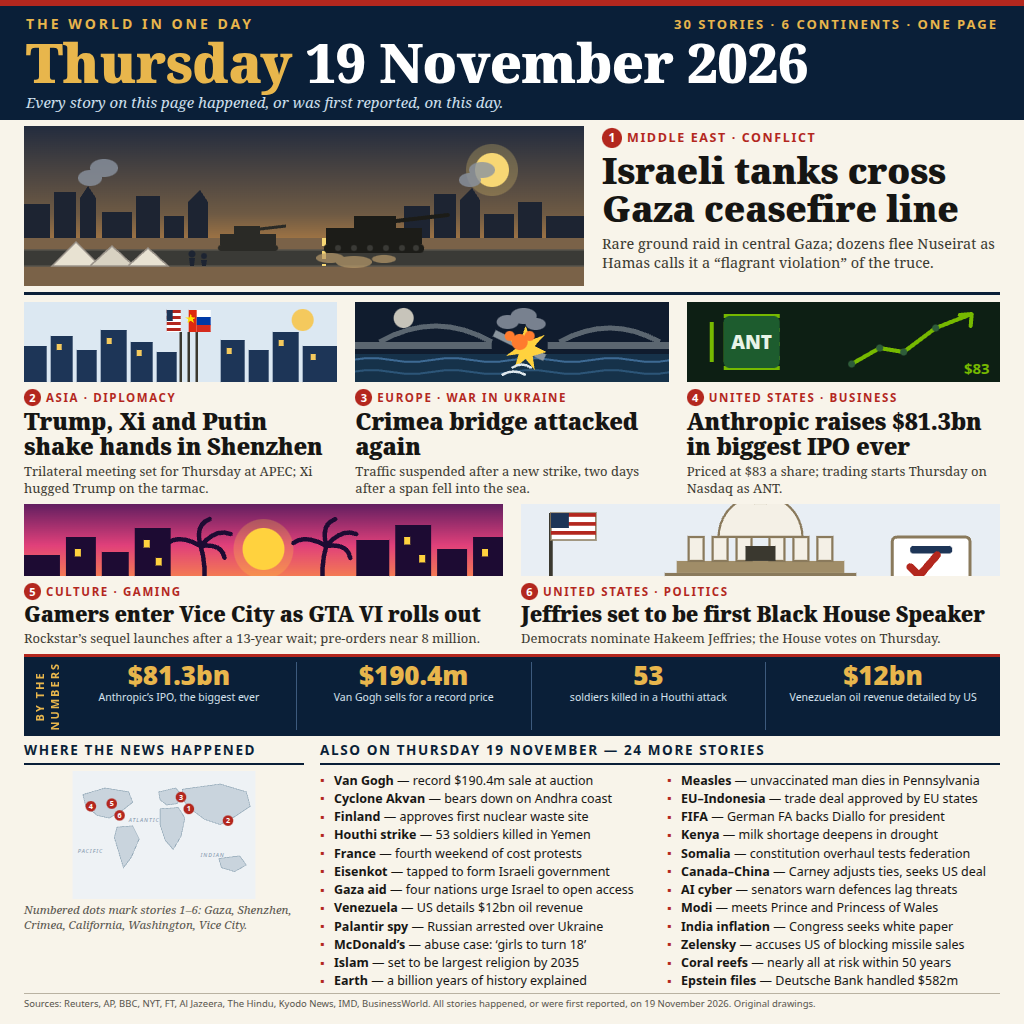 THE WORLD IN ONE DAY
30 STORIES · 6 CONTINENTS · ONE PAGE
Thursday 19 November 2026
Every story on this page happened, or was first reported, on this day.
1 MIDDLE EAST · CONFLICT
Israeli tanks cross
Gaza ceasefire line
Rare ground raid in central Gaza; dozens flee Nuseirat as
Hamas calls it a “flagrant violation” of the truce.
2 ASIA · DIPLOMACY
Trump, Xi and Putin
shake hands in Shenzhen
Trilateral meeting set for Thursday at APEC; Xi
hugged Trump on the tarmac.
3 EUROPE · WAR IN UKRAINE
Crimea bridge attacked
again
Traffic suspended after a new strike, two days
after a span fell into the sea.
ANT
$83
4 UNITED STATES · BUSINESS
Anthropic raises $81.3bn
in biggest IPO ever
Priced at $83 a share; trading starts Thursday on
Nasdaq as ANT.
5 CULTURE · GAMING
Gamers enter Vice City as GTA VI rolls out
Rockstar’s sequel launches after a 13-year wait; pre-orders near 8 million.
6 UNITED STATES · POLITICS
Jeffries set to be first Black House Speaker
Democrats nominate Hakeem Jeffries; the House votes on Thursday.
BY THE
NUMBERS
$81.3bn
Anthropic’s IPO, the biggest ever
$190.4m
Van Gogh sells for a record price
53
soldiers killed in a Houthi attack
$12bn
Venezuelan oil revenue detailed by US
WHERE THE NEWS HAPPENED
4
5
6
3
1
2
ATLANTIC
PACIFIC
INDIAN
Numbered dots mark stories 1–6: Gaza, Shenzhen,
Crimea, California, Washington, Vice City.
ALSO ON THURSDAY 19 NOVEMBER — 24 MORE STORIES
▪ Van Gogh — record $190.4m sale at auction
▪ Cyclone Akvan — bears down on Andhra coast
▪ Finland — approves first nuclear waste site
▪ Houthi strike — 53 soldiers killed in Yemen
▪ France — fourth weekend of cost protests
▪ Eisenkot — tapped to form Israeli government
▪ Gaza aid — four nations urge Israel to open access
▪ Venezuela — US details $12bn oil revenue
▪ Palantir spy — Russian arrested over Ukraine
▪ McDonald’s — abuse case: ‘girls to turn 18’
▪ Islam — set to be largest religion by 2035
▪ Earth — a billion years of history explained
▪ Measles — unvaccinated man dies in Pennsylvania
▪ EU–Indonesia — trade deal approved by EU states
▪ FIFA — German FA backs Diallo for president
▪ Kenya — milk shortage deepens in drought
▪ Somalia — constitution overhaul tests federation
▪ Canada–China — Carney adjusts ties, seeks US deal
▪ AI cyber — senators warn defences lag threats
▪ Modi — meets Prince and Princess of Wales
▪ India inflation — Congress seeks white paper
▪ Zelensky — accuses US of blocking missile sales
▪ Coral reefs — nearly all at risk within 50 years
▪ Epstein files — Deutsche Bank handled $582m
Sources: Reuters, AP, BBC, NYT, FT, Al Jazeera, The Hindu, Kyodo News, IMD, BusinessWorld. All stories happened, or were first reported, on 19 November 2026. Original drawings.